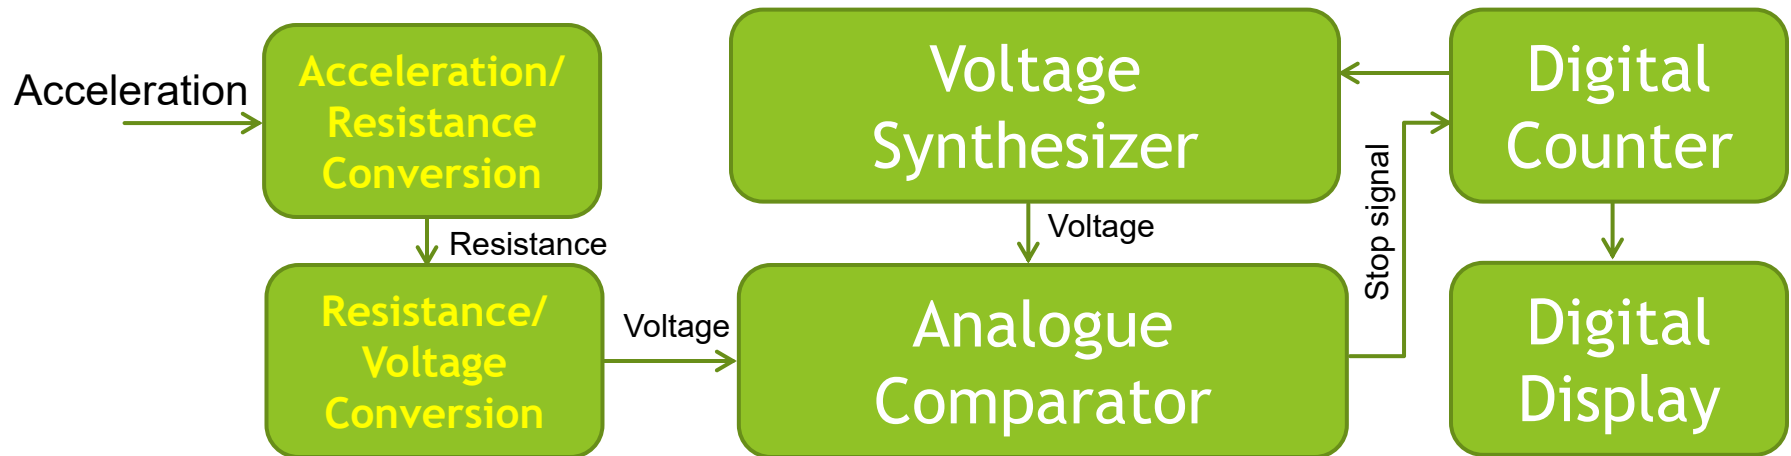 Acceleration
Acceleration/
Resistance
Conversion
Resistance
Resistance/
Voltage
Conversion
Voltage
Voltage
Synthesizer
Voltage
Analogue
Comparator
Stop signal
Digital
Counter
Digital
Display